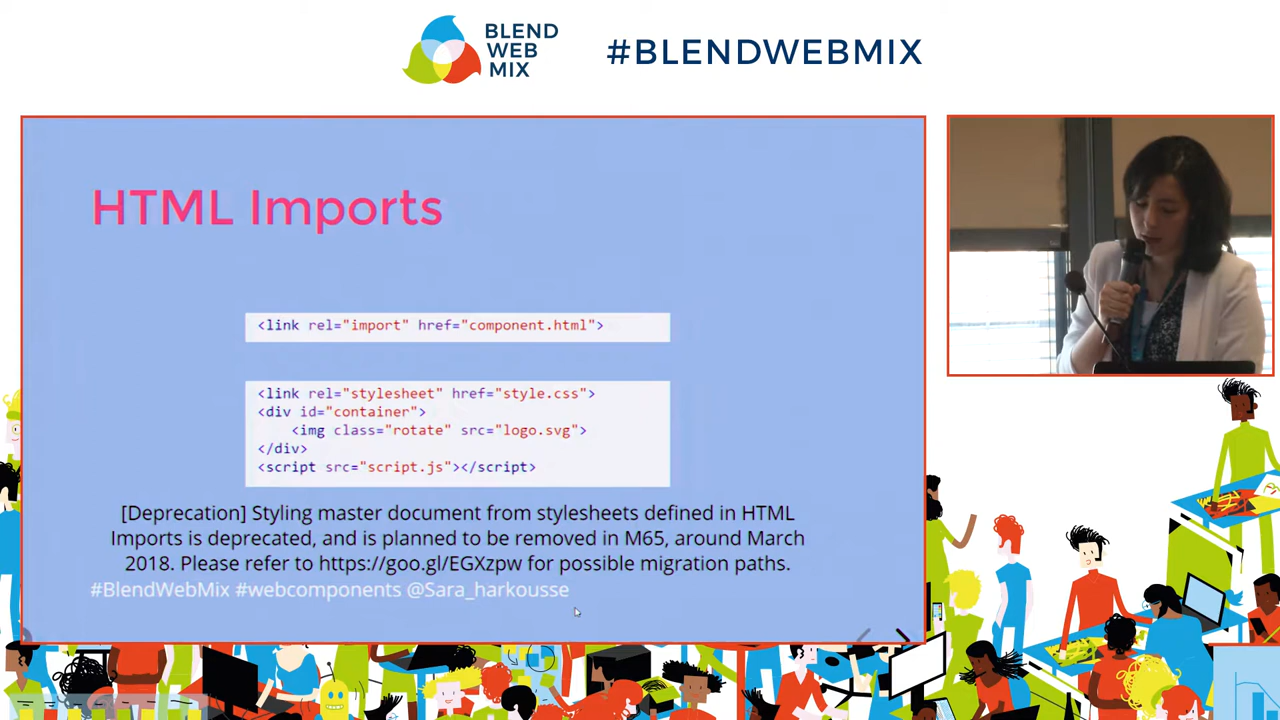 BLEND
WEB
MIX
#BLENDWEBMIX
HTML Imports
<link rel="import" href="component.html">
<link rel="stylesheet" href="style.css">
<div id="container">
    <img class="rotate" src="logo.svg">
</div>
<script src="script.js"></script>
[Deprecation] Styling master document from stylesheets defined in HTML
Imports is deprecated, and is planned to be removed in M65, around March
2018. Please refer to https://goo.gl/EGXzpw for possible migration paths.
#BlendWebMix #webcomponents @Sara_harkousse